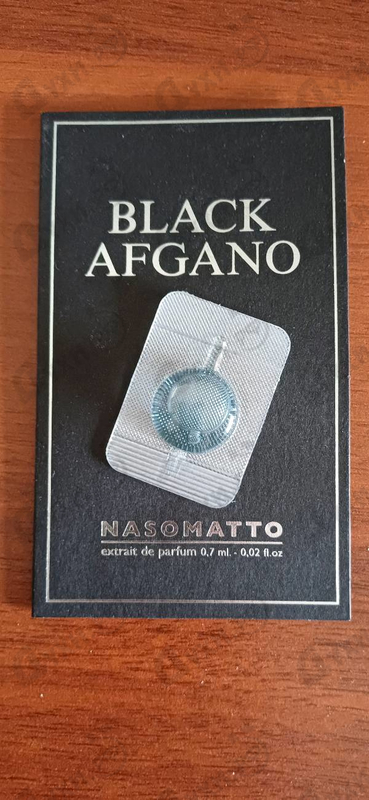 BLACK
AFGANO
NASOMATTO
extrait de parfum 0,7 ml. - 0,02 fl.oz